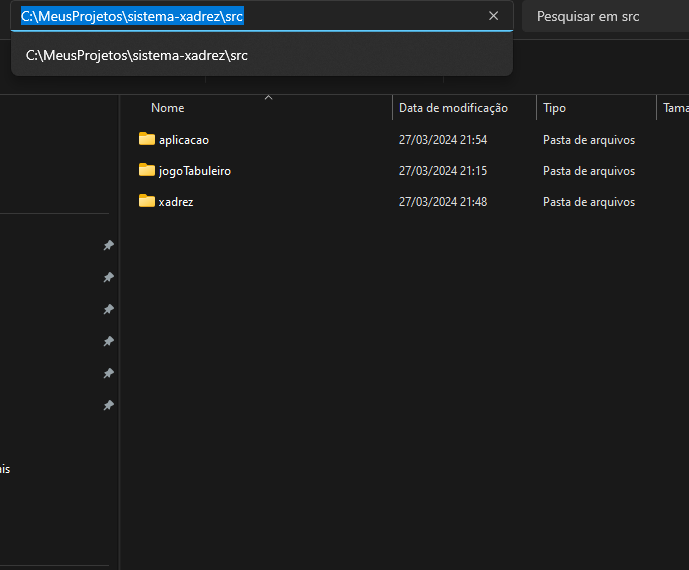 C:\MeusProjetos\sistema-xadrez\src
Pesquisar em src
C:\MeusProjetos\sistema-xadrez\src
Nome Data de modificação Tipo Tama
aplicacao 27/03/2024 21:54 Pasta de arquivos
jogoTabuleiro 27/03/2024 21:15 Pasta de arquivos
xadrez 27/03/2024 21:48 Pasta de arquivos
is